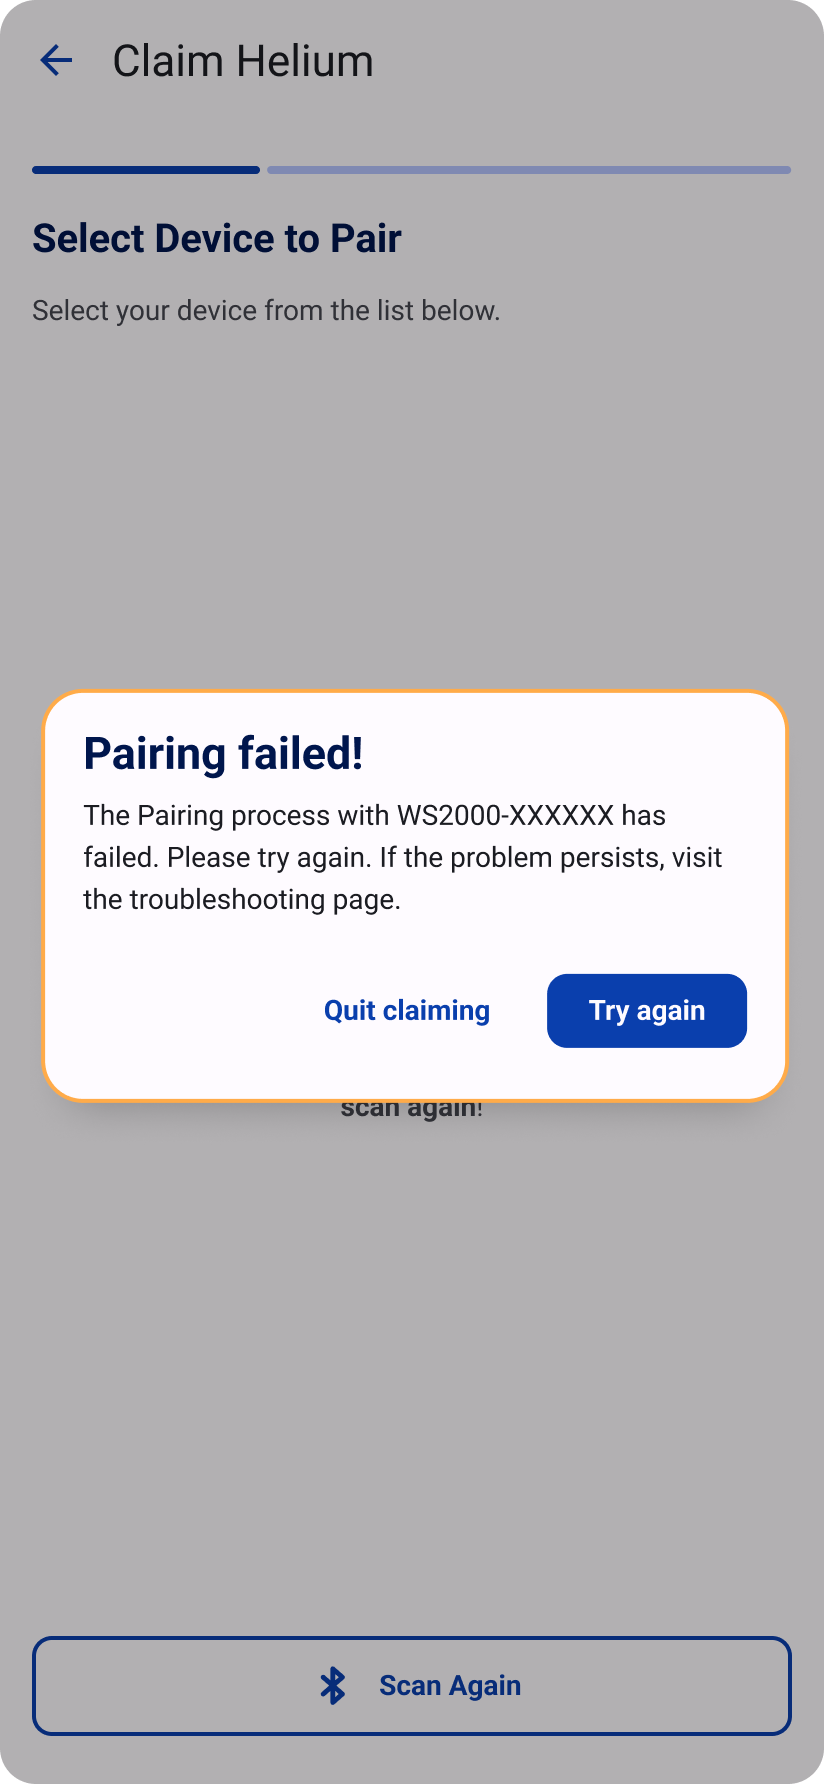 Claim Helium
Select Device to Pair
Select your device from the list below.
Pairing failed!
The Pairing process with WS2000-XXXXXX has
failed. Please try again. If the problem persists, visit
the troubleshooting page.
Quit claiming
Try again
scan again!
Scan Again